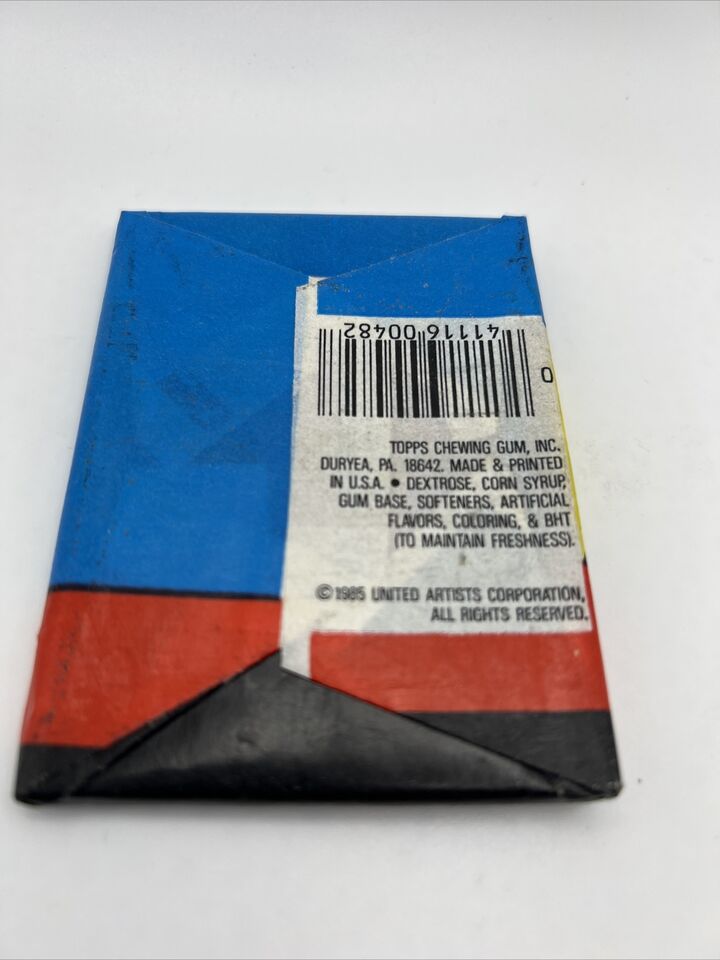 41116 00482
0
TOPPS CHEWING GUM, INC.
DURYEA, PA. 18642. MADE & PRINTED
IN U.S.A. • DEXTROSE, CORN SYRUP,
GUM BASE, SOFTENERS, ARTIFICIAL
FLAVORS, COLORING, & BHT
(TO MAINTAIN FRESHNESS).
© 1985 UNITED ARTISTS CORPORATION,
ALL RIGHTS RESERVED.